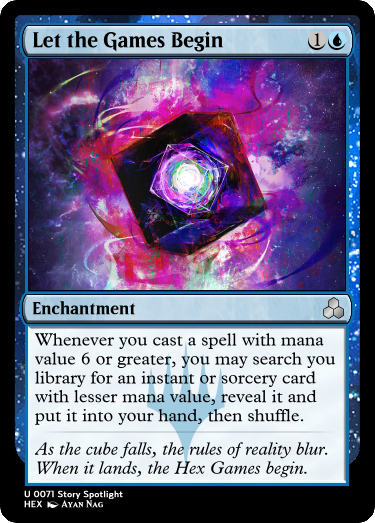 Let the Games Begin 1
Enchantment
Whenever you cast a spell with mana
value 6 or greater, you may search you
library for an instant or sorcery card
with lesser mana value, reveal it and
put it into your hand, then shuffle.
As the cube falls, the rules of reality blur.
When it lands, the Hex Games begin.
U 0071 Story Spotlight
HEX AYAN NAG